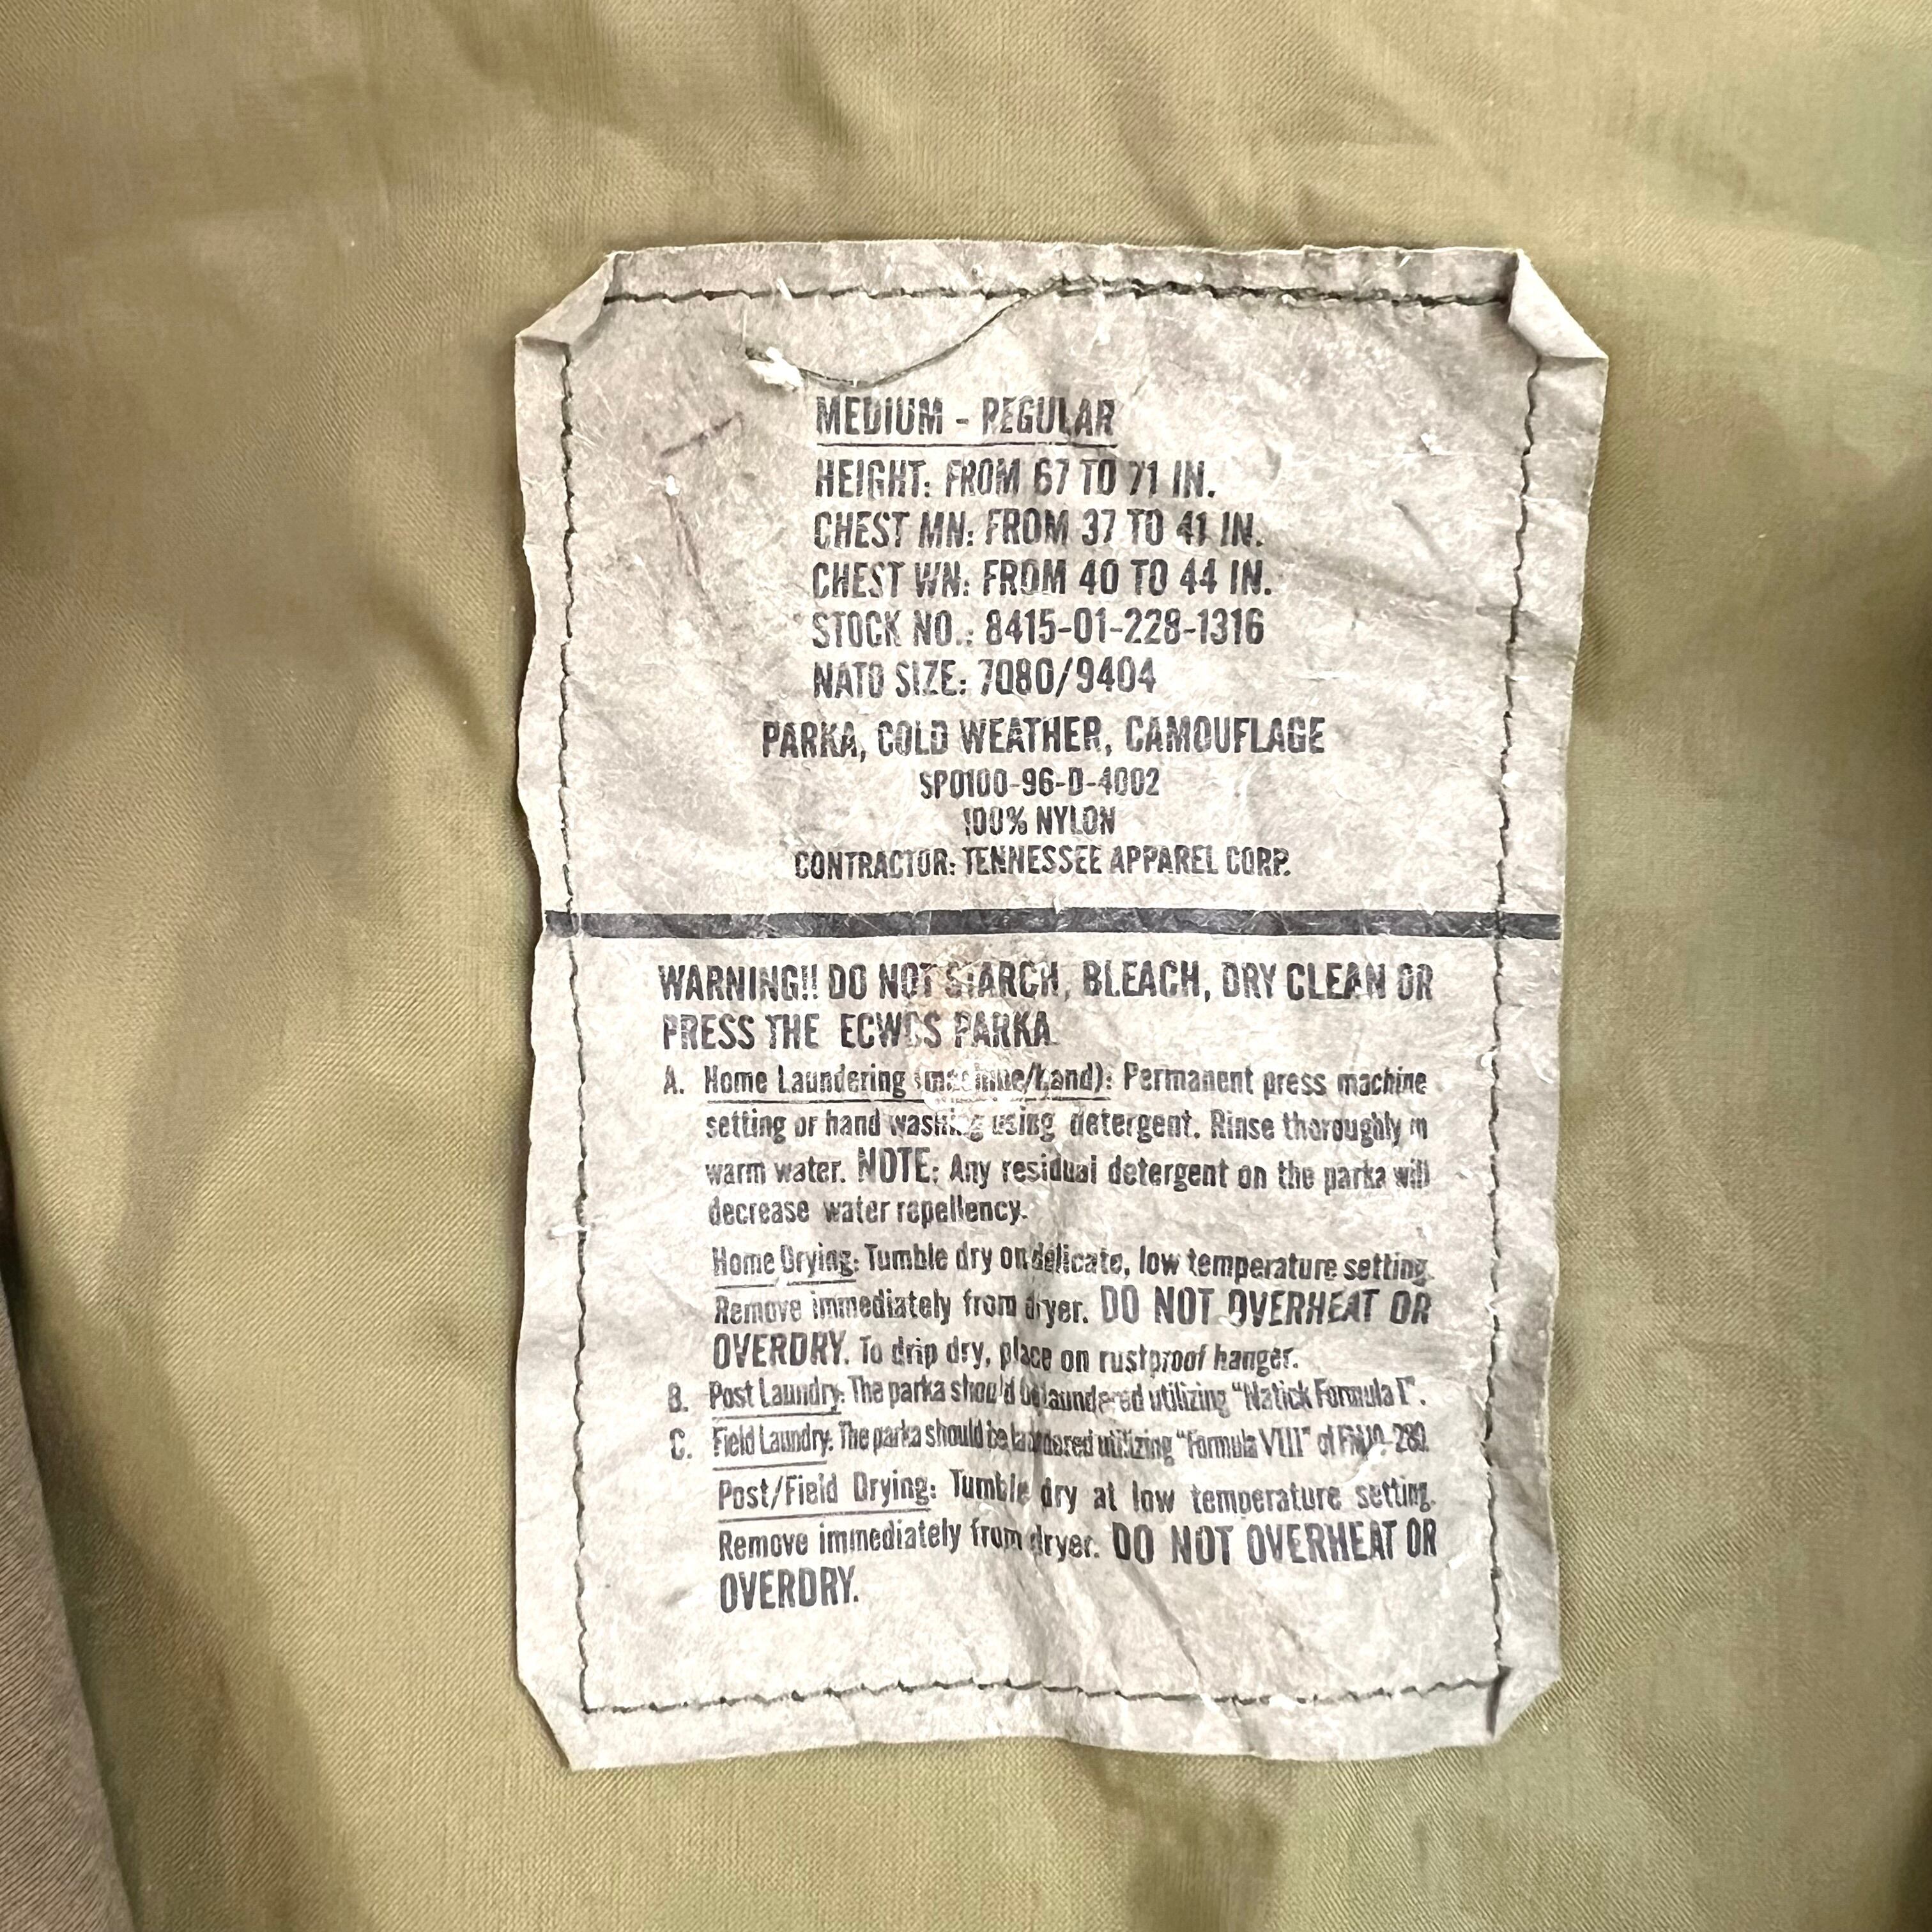 MEDIUM - REGULAR
HEIGHT: FROM 67 TO 71 IN.
CHEST MN: FROM 37 TO 41 IN.
CHEST WN: FROM 40 TO 44 IN.
STOCK NO.: 8415-01-228-1316
NATO SIZE: 7080/9404
PARKA, COLD WEATHER, CAMOUFLAGE
SPO100-96-D-4002
100% NYLON
CONTRACTOR: TENNESSEE APPAREL CORP.
WARNING!! DO NOT STARCH, BLEACH, DRY CLEAN OR
PRESS THE ECWCS PARKA.
A. Home Laundering (machine/hand): Permanent press machine
setting or hand washing using detergent. Rinse thoroughly in
warm water. NOTE: Any residual detergent on the parka will
decrease water repellency.
Home Drying: Tumble dry on delicate, low temperature setting.
Remove immediately from dryer. DO NOT OVERHEAT OR
OVERDRY. To drip dry, place on rustproof hanger.
B. Post Laundry: The parka should be laundered utilizing "Natick Formula I".
C. Field Laundry: The parka should be laundered utilizing "Formula VIII" of
Post/Field Drying: Tumble dry at low temperature setting.
Remove immediately from dryer. DO NOT OVERHEAT OR
OVERDRY.